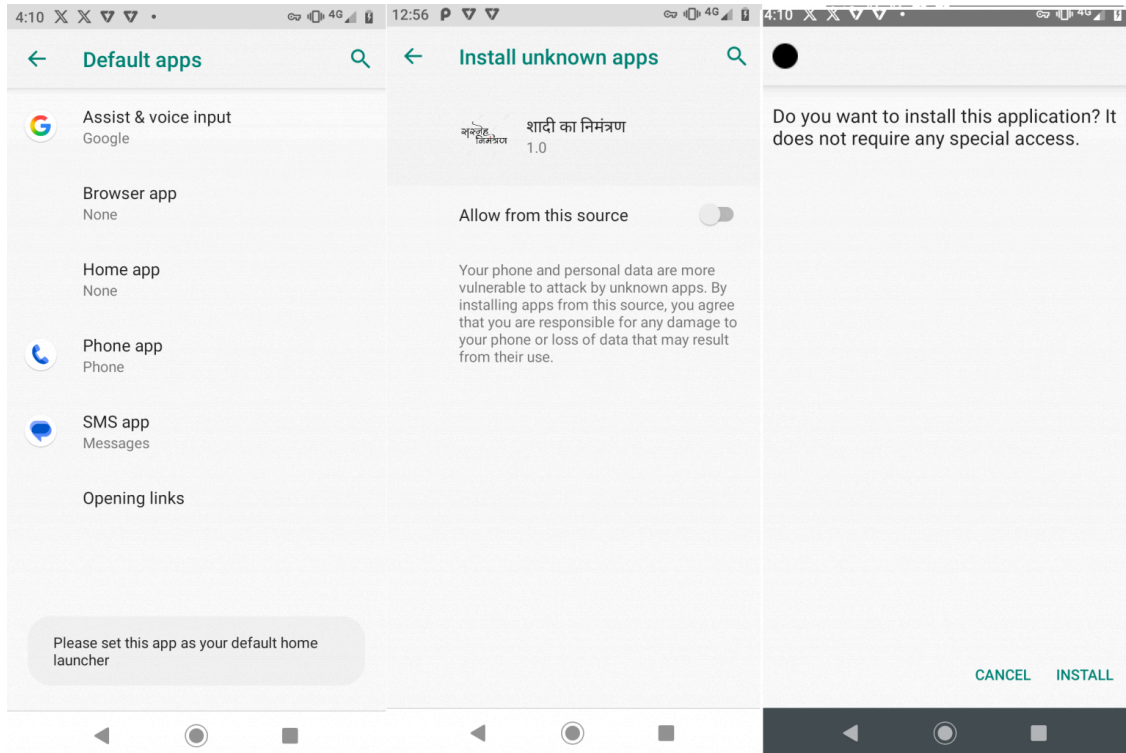 4:10
4G
Default apps
Assist & voice input
Google
Browser app
None
Home app
None
Phone app
Phone
SMS app
Messages
Opening links
Please set this app as your default home
launcher
12:56
4G
Install unknown apps
निमंत्रण
शादी का निमंत्रण
1.0
Allow from this source
Your phone and personal data are more
vulnerable to attack by unknown apps. By
installing apps from this source, you agree
that you are responsible for any damage to
your phone or loss of data that may result
from their use.
4:10
4G
Do you want to install this application? It
does not require any special access.
CANCEL INSTALL